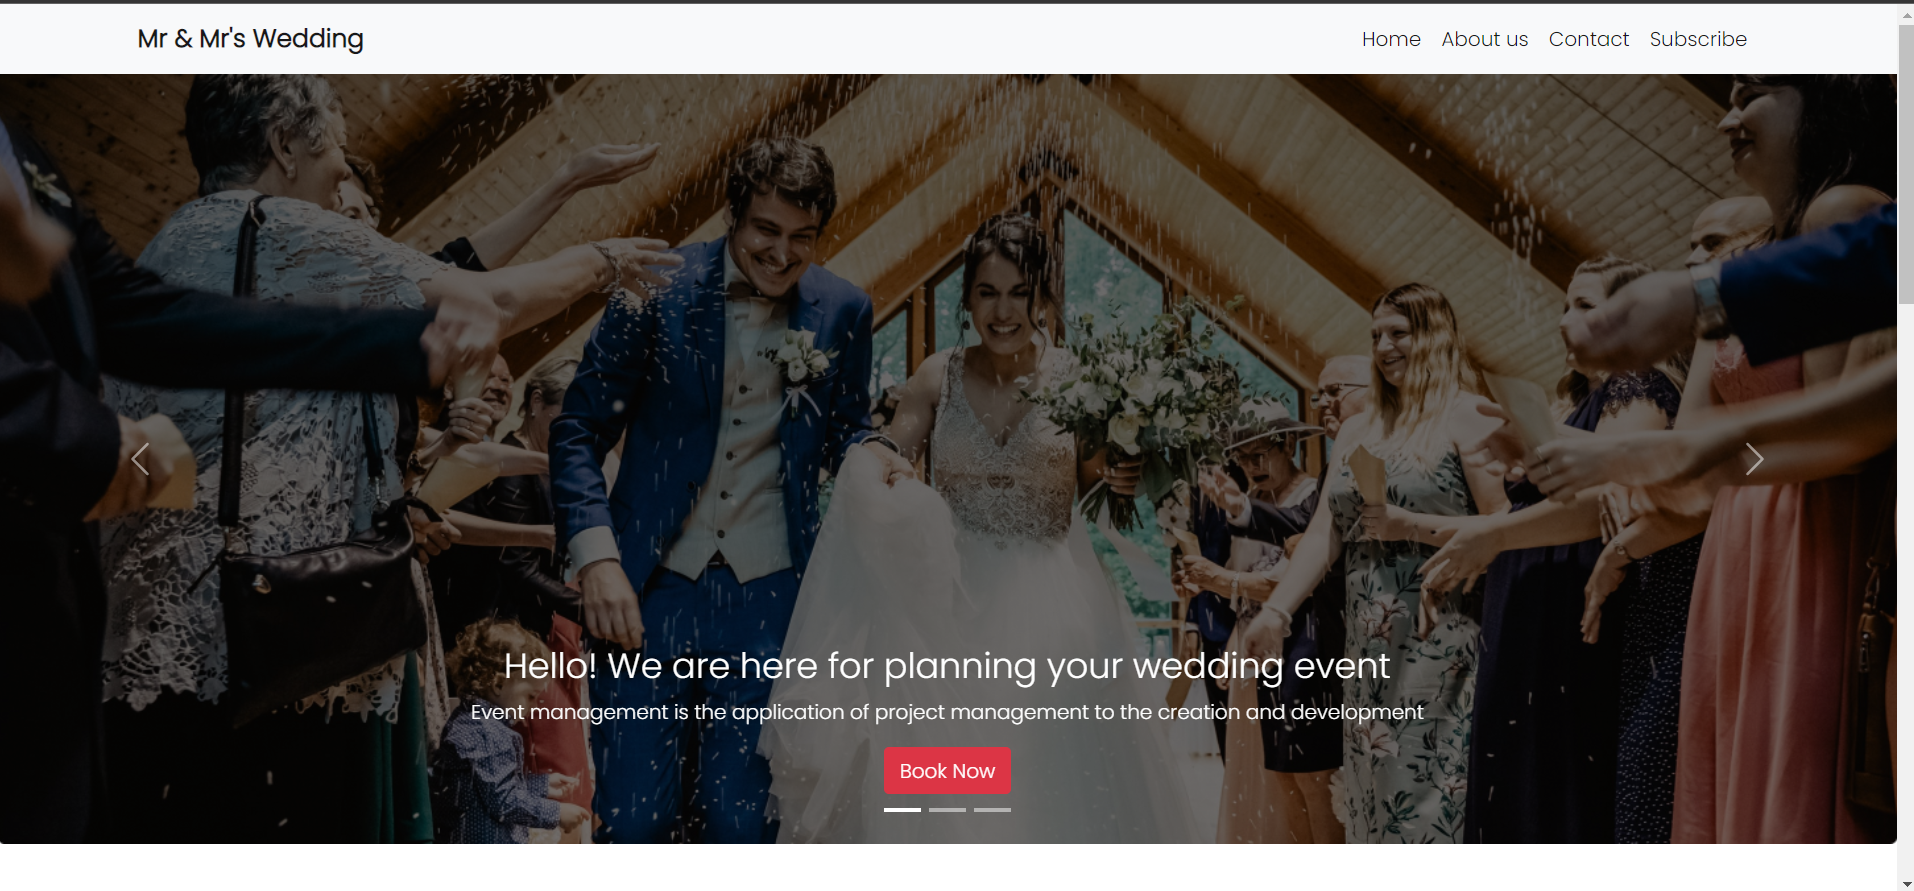 Mr & Mr's Wedding
Home About us Contact Subscribe
Hello! We are here for planning your wedding event
Event management is the application of project management to the creation and development
Book Now